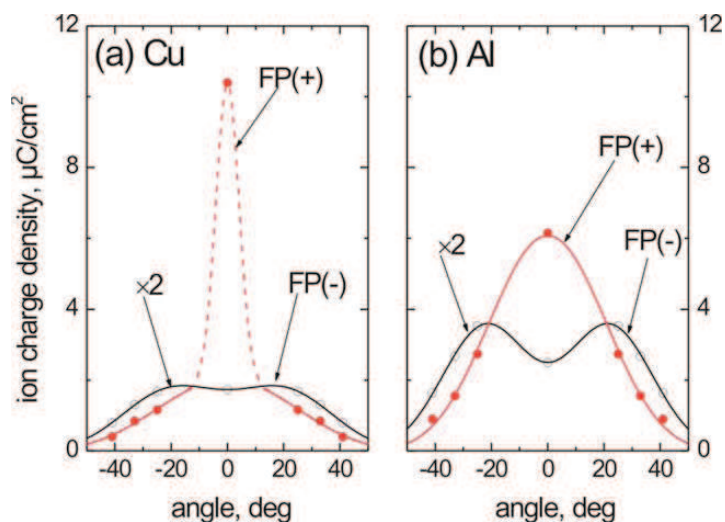 ion charge density, μC/cm²
12
8
4
0
(a) Cu
FP(+)
×2
FP(-)
-40 -20 0 20 40
angle, deg
(b) Al
FP(+)
×2
FP(-)
-40 -20 0 20 40
angle, deg
12
8
4
0